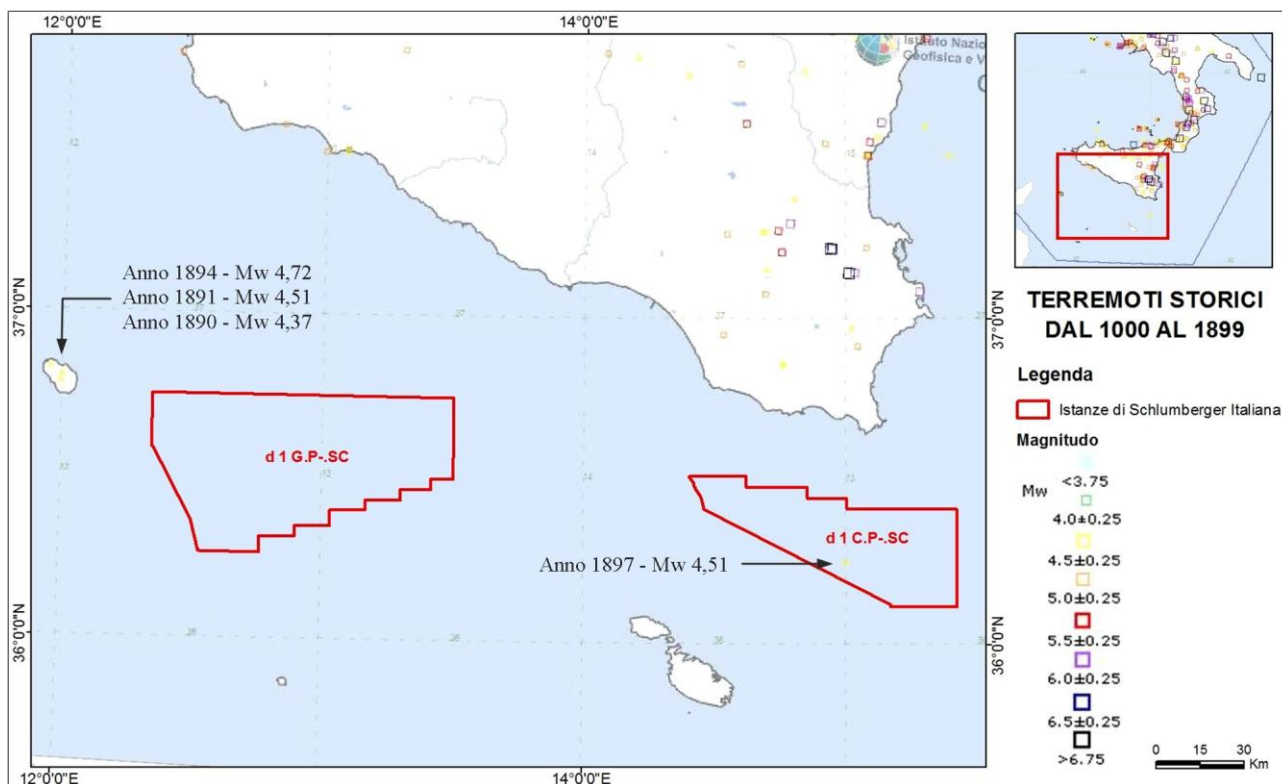 12°0'0"E
14°0'0"E
Istituto Nazi
Geofisica e V
Anno 1894 - Mw 4,72
Anno 1891 - Mw 4,51
Anno 1890 - Mw 4,37
37°0'0"N
37°0'0"N
d 1 G.P-.SC
d 1 C.P-.SC
Anno 1897 - Mw 4,51
36°0'0"N
36°0'0"N
12°0'0"E
14°0'0"E
TERREMOTI STORICI
DAL 1000 AL 1899
Legenda
Istanze di Schlumberger Italiana
Magnitudo
Mw
<3.75
4.0±0.25
4.5±0.25
5.0±0.25
5.5±0.25
6.0±0.25
6.5±0.25
>6.75
0 15 30
Km